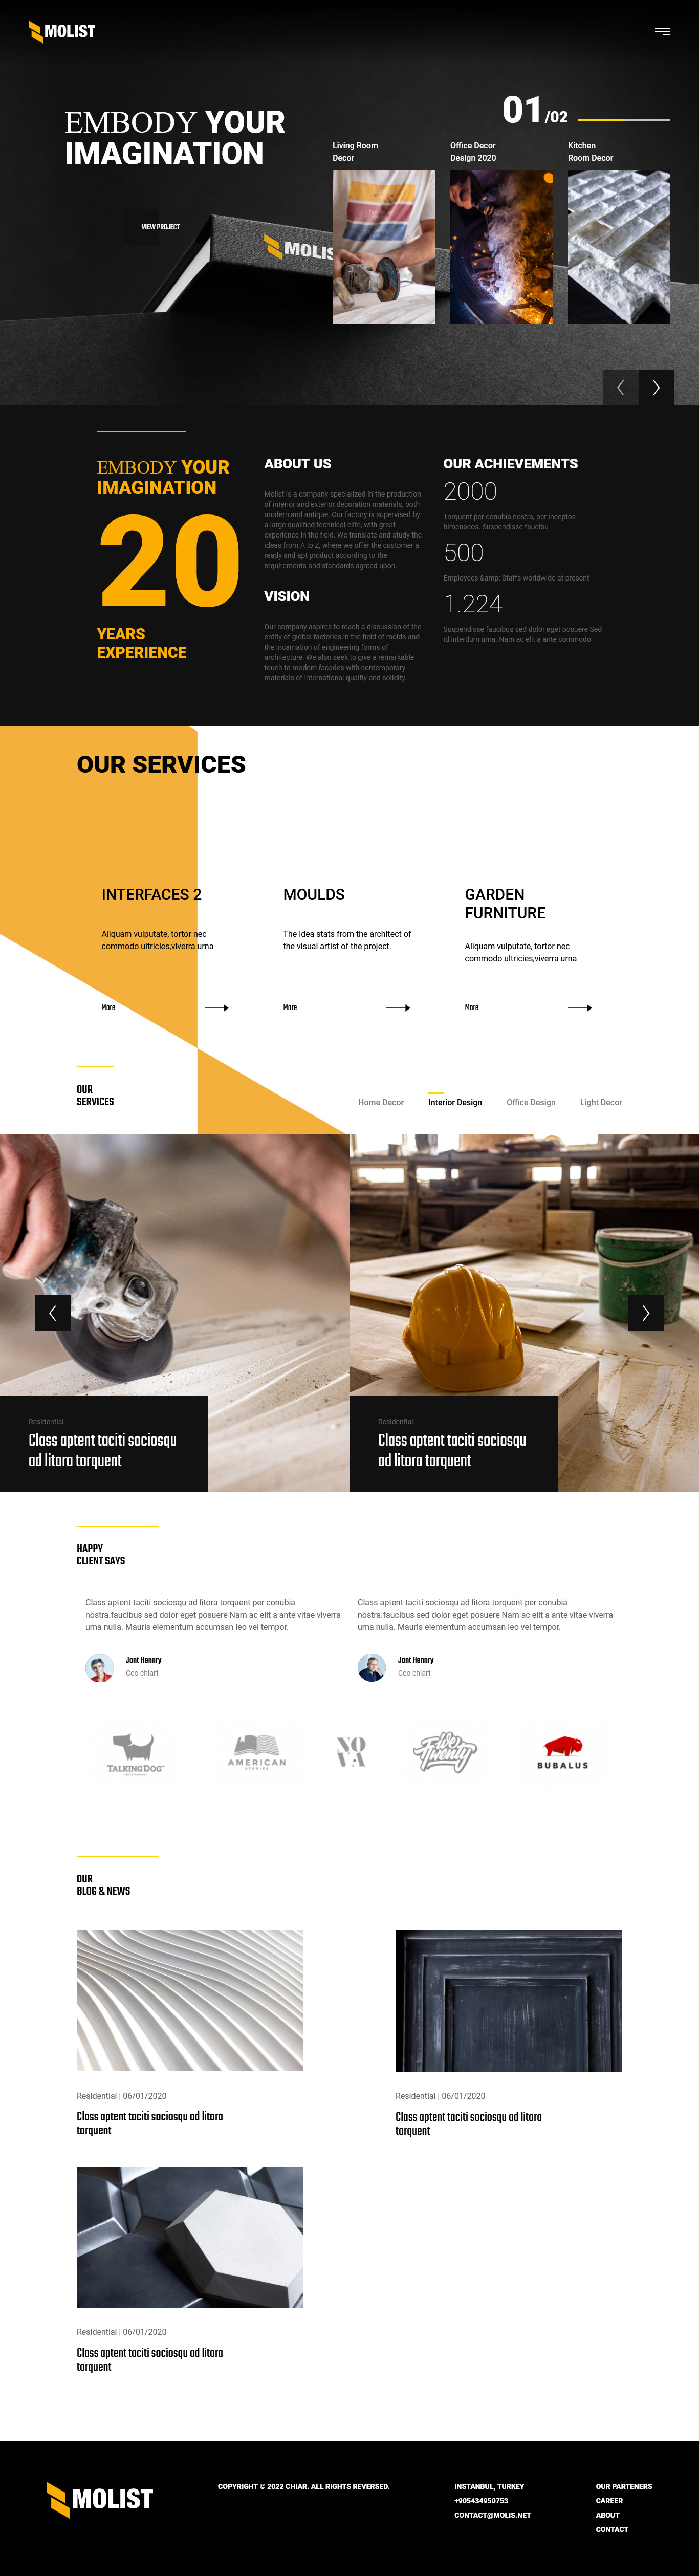 MOLIST
EMBODY YOUR
IMAGINATION
VIEW PROJECT
MOLIS
01/02
Living Room
Decor
Office Decor
Design 2020
Kitchen
Room Decor
EMBODY YOUR
IMAGINATION
20
YEARS
EXPERIENCE
ABOUT US
Molist is a company specialized in the production
of interior and exterior decoration materials, both
modern and antique. Our factory is supervised by
a large qualified technical elite, with great
experience in the field. We translate and study the
ideas from A to Z, where we offer the customer a
ready and apt product according to the
requirements and standards agreed upon.
VISION
Our company aspires to reach a discussion of the
entity of global factories in the field of molds and
the incarnation of engineering forms of
architecture. We also seek to give a remarkable
touch to modern facades with contemporary
materials of international quality and solidity.
OUR ACHIEVEMENTS
2000
Torquent per conubia nostra, per inceptos
himenaeos. Suspendisse faucibu
500
Employees &amp; Staffs worldwide at present
1.224
Suspendisse faucibus sed dolor eget posuere Sed
id interdum urna. Nam ac elit a ante commodo
OUR SERVICES
INTERFACES 2
Aliquam vulputate, tortor nec
commodo ultricies,viverra urna
More
MOULDS
The idea stats from the architect of
the visual artist of the project.
More
GARDEN
FURNITURE
Aliquam vulputate, tortor nec
commodo ultricies,viverra urna
More
OUR
SERVICES
Home Decor
Interior Design
Office Design
Light Decor
Residential
Class aptent taciti sociosqu
ad litora torquent
Residential
Class aptent taciti sociosqu
ad litora torquent
HAPPY
CLIENT SAYS
Class aptent taciti sociosqu ad litora torquent per conubia
nostra.faucibus sed dolor eget posuere Nam ac elit a ante vitae viverra
urna nulla. Mauris elementum accumsan leo vel tempor.
Jont Hennry
Ceo chiart
Class aptent taciti sociosqu ad litora torquent per conubia
nostra.faucibus sed dolor eget posuere Nam ac elit a ante vitae viverra
urna nulla. Mauris elementum accumsan leo vel tempor.
Jont Hennry
Ceo chiart
TALKINGDOG
ENTERTAINMENT
AMERICAN
STUDIES
NO
VA
We
Are
Twenty
BUBALUS
OUR
BLOG & NEWS
Residential | 06/01/2020
Class aptent taciti sociosqu ad litora
torquent
Residential | 06/01/2020
Class aptent taciti sociosqu ad litora
torquent
Residential | 06/01/2020
Class aptent taciti sociosqu ad litora
torquent
MOLIST
COPYRIGHT © 2022 CHIAR. ALL RIGHTS REVERSED.
INSTANBUL, TURKEY
+905434950753
CONTACT@MOLIS.NET
OUR PARTENERS
CAREER
ABOUT
CONTACT